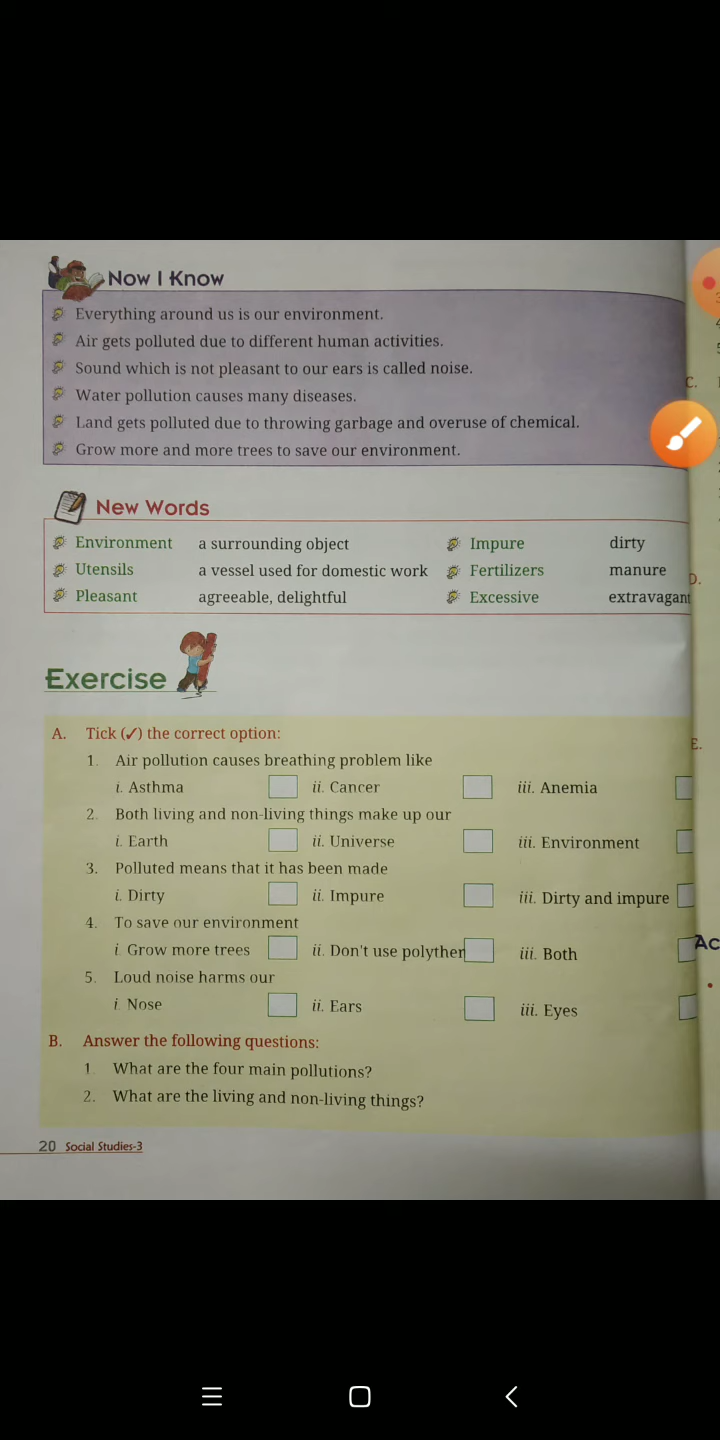 Now I Know
Everything around us is our environment.
Air gets polluted due to different human activities.
Sound which is not pleasant to our ears is called noise.
Water pollution causes many diseases.
Land gets polluted due to throwing garbage and overuse of chemical.
Grow more and more trees to save our environment.
New Words
Environment a surrounding object Impure dirty
Utensils a vessel used for domestic work Fertilizers manure
Pleasant agreeable, delightful Excessive extravagant
Exercise
A. Tick (✓) the correct option:
1. Air pollution causes breathing problem like
i. Asthma ii. Cancer iii. Anemia
2. Both living and non-living things make up our
i. Earth ii. Universe iii. Environment
3. Polluted means that it has been made
i. Dirty ii. Impure iii. Dirty and impure
4. To save our environment
i. Grow more trees ii. Don't use polythen iii. Both
5. Loud noise harms our
i. Nose ii. Ears iii. Eyes
B. Answer the following questions:
1. What are the four main pollutions?
2. What are the living and non-living things?
20 Social Studies-3
C.
D.
E.
Ac